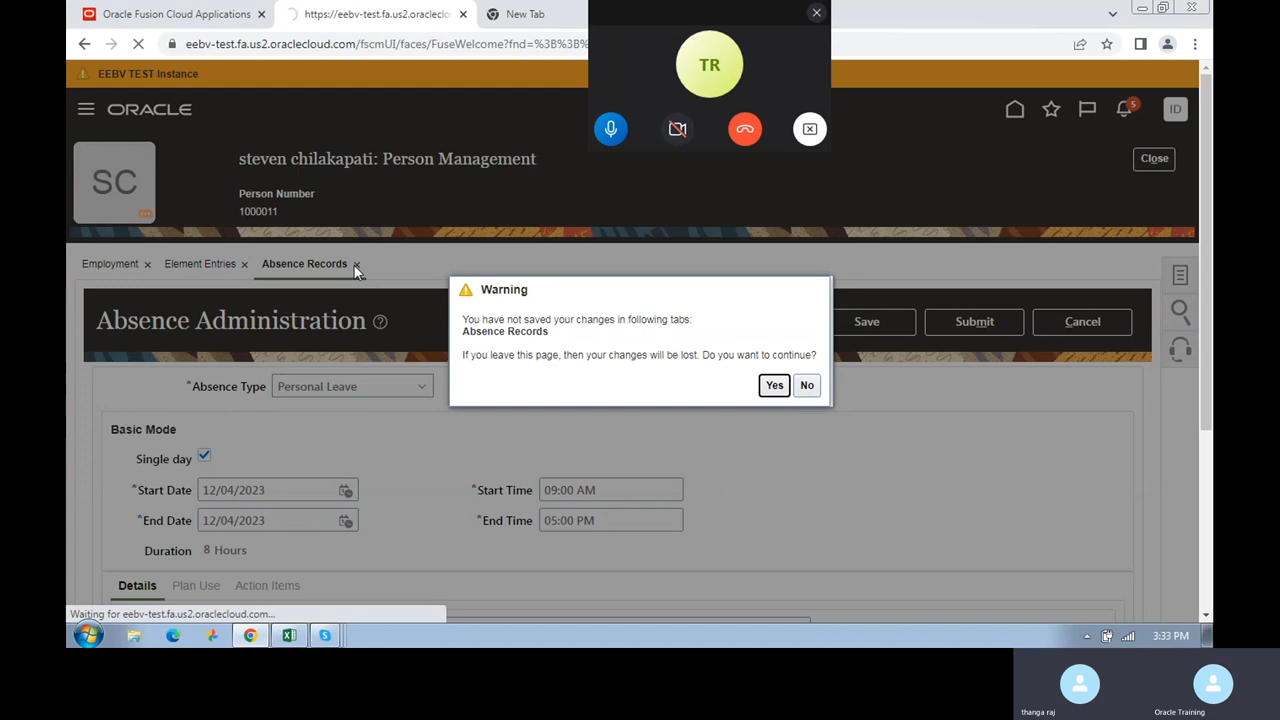 Oracle Fusion Cloud Applications
https://eebv-test.fa.us2.oraclecloud
New Tab
eebv-test.fa.us2.oraclecloud.com/fscmUI/faces/FuseWelcome?fnd=%3B%3B%
TR
EEBV TEST Instance
ORACLE
5
ID
SC
steven chilakapati: Person Management
Close
Person Number
1000011
Employment
Element Entries
Absence Records
Absence Administration
Save
Submit
Cancel
Warning
You have not saved your changes in following tabs:
Absence Records
If you leave this page, then your changes will be lost. Do you want to continue?
Yes
No
*Absence Type
Personal Leave
Basic Mode
Single day
*Start Date
12/04/2023
*Start Time
09:00 AM
*End Date
12/04/2023
*End Time
05:00 PM
Duration
8 Hours
Details
Plan Use
Action Items
Waiting for eebv-test.fa.us2.oraclecloud.com...
3:33 PM
thanga raj
Oracle Training